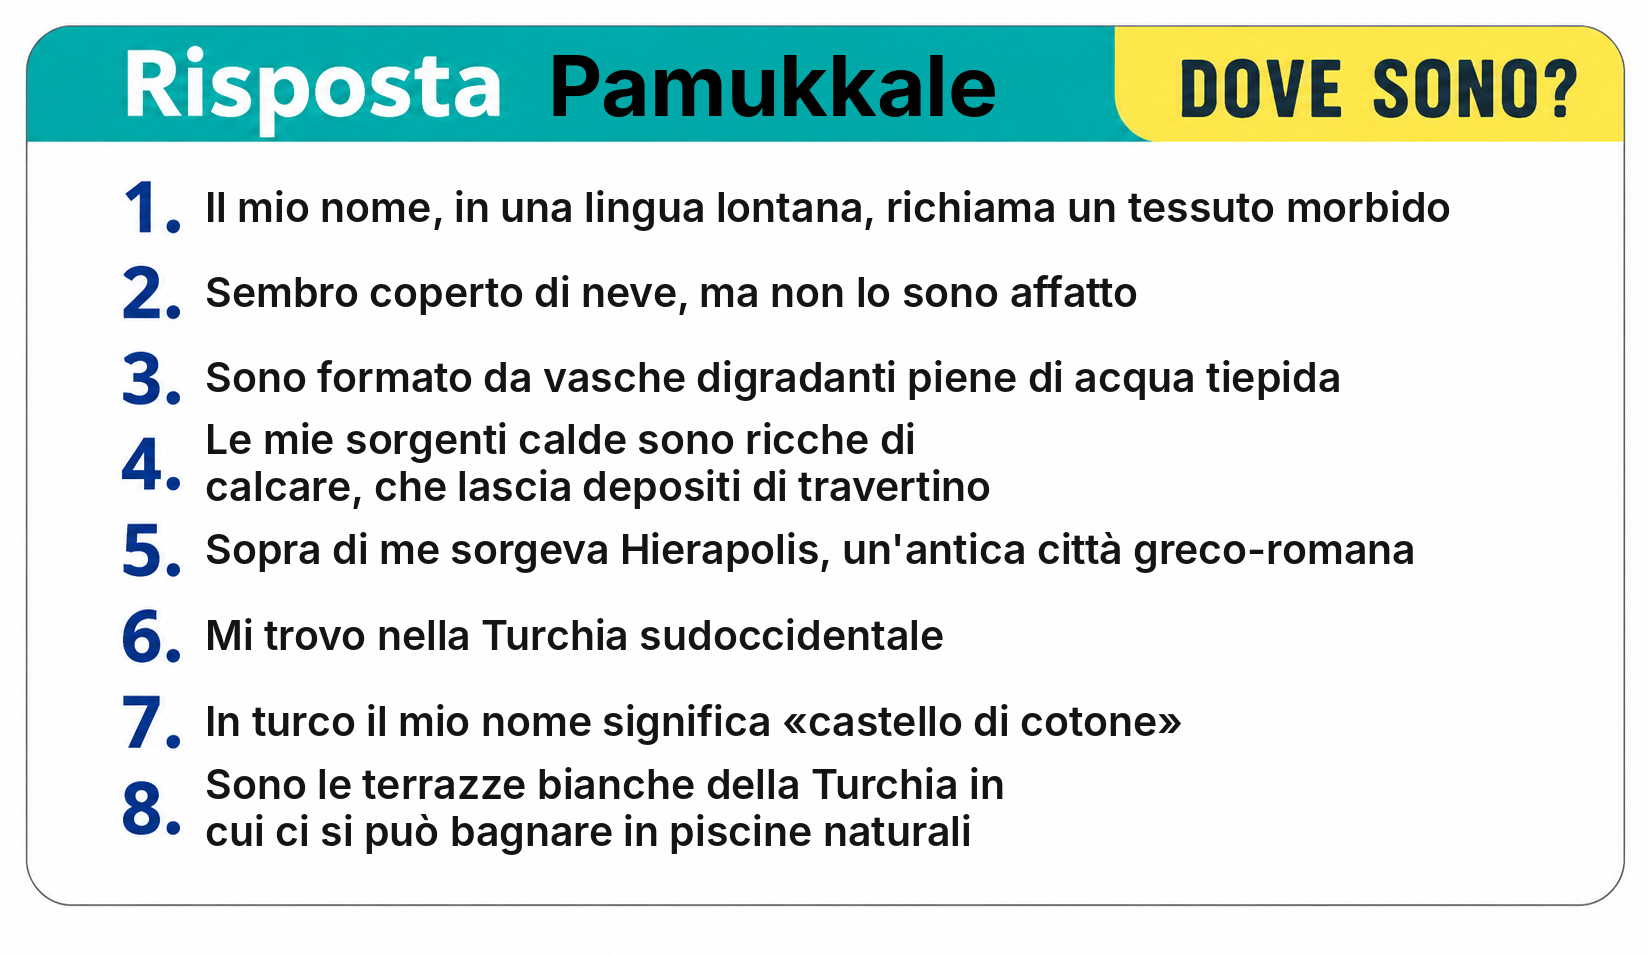 Risposta Pamukkale
DOVE SONO?
1. Il mio nome, in una lingua lontana, richiama un tessuto morbido
2. Sembro coperto di neve, ma non lo sono affatto
3. Sono formato da vasche digradanti piene di acqua tiepida
4. Le mie sorgenti calde sono ricche di
calcare, che lascia depositi di travertino
5. Sopra di me sorgeva Hierapolis, un'antica città greco-romana
6. Mi trovo nella Turchia sudoccidentale
7. In turco il mio nome significa «castello di cotone»
8. Sono le terrazze bianche della Turchia in
cui ci si può bagnare in piscine naturali